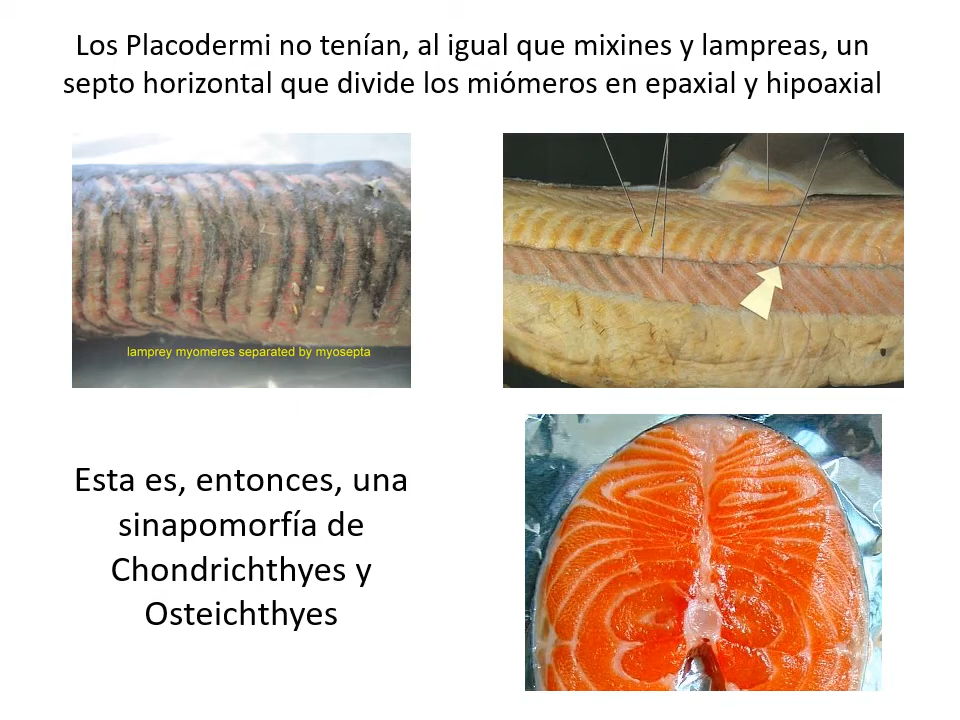 Los Placodermi no tenían, al igual que mixines y lampreas, un
septo horizontal que divide los miómeros en epaxial y hipoaxial
lamprey myomeres separated by myosepta
Esta es, entonces, una
sinapomorfía de
Chondrichthyes y
Osteichthyes